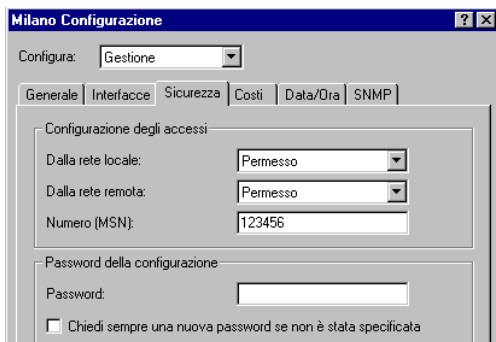 Milano Configurazione
Configura: Gestione
Generale Interfacce Sicurezza Costi Data/Ora SNMP
Configurazione degli accessi
Dalla rete locale: Permesso
Dalla rete remota: Permesso
Numero (MSN): 123456
Password della configurazione
Password:
Chiedi sempre una nuova password se non è stata specificata